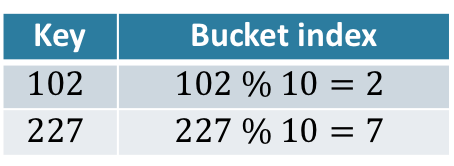 Key Bucket index
102 102 % 10 = 2
227 227 % 10 = 7